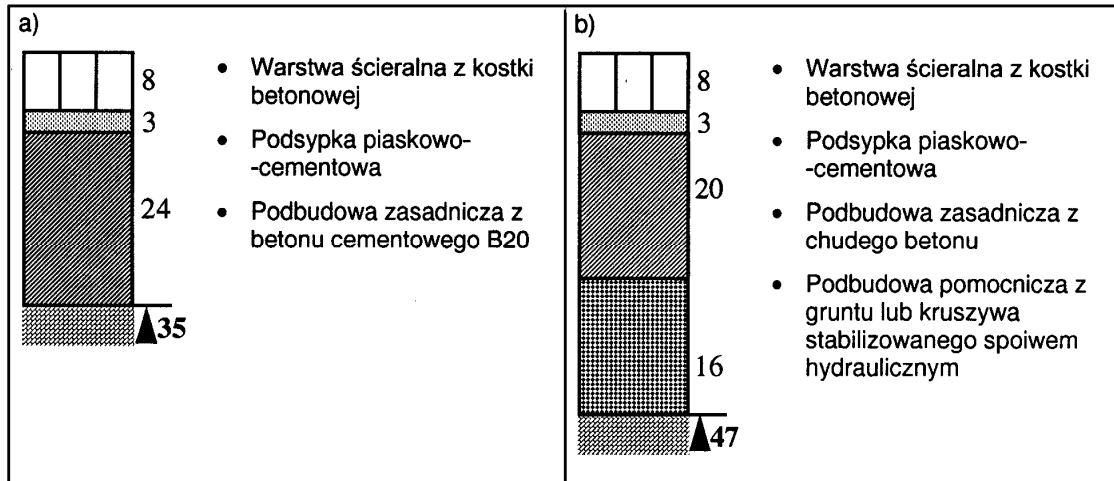 a)
8
3
24
35
• Warstwa ścieralna z kostki
betonowej
• Podsypka piaskowo-
-cementowa
• Podbudowa zasadnicza z
betonu cementowego B20
b)
8
3
20
16
47
• Warstwa ścieralna z kostki
betonowej
• Podsypka piaskowo-
-cementowa
• Podbudowa zasadnicza z
chudego betonu
• Podbudowa pomocnicza z
gruntu lub kruszywa
stabilizowanego spoiwem
hydraulicznym